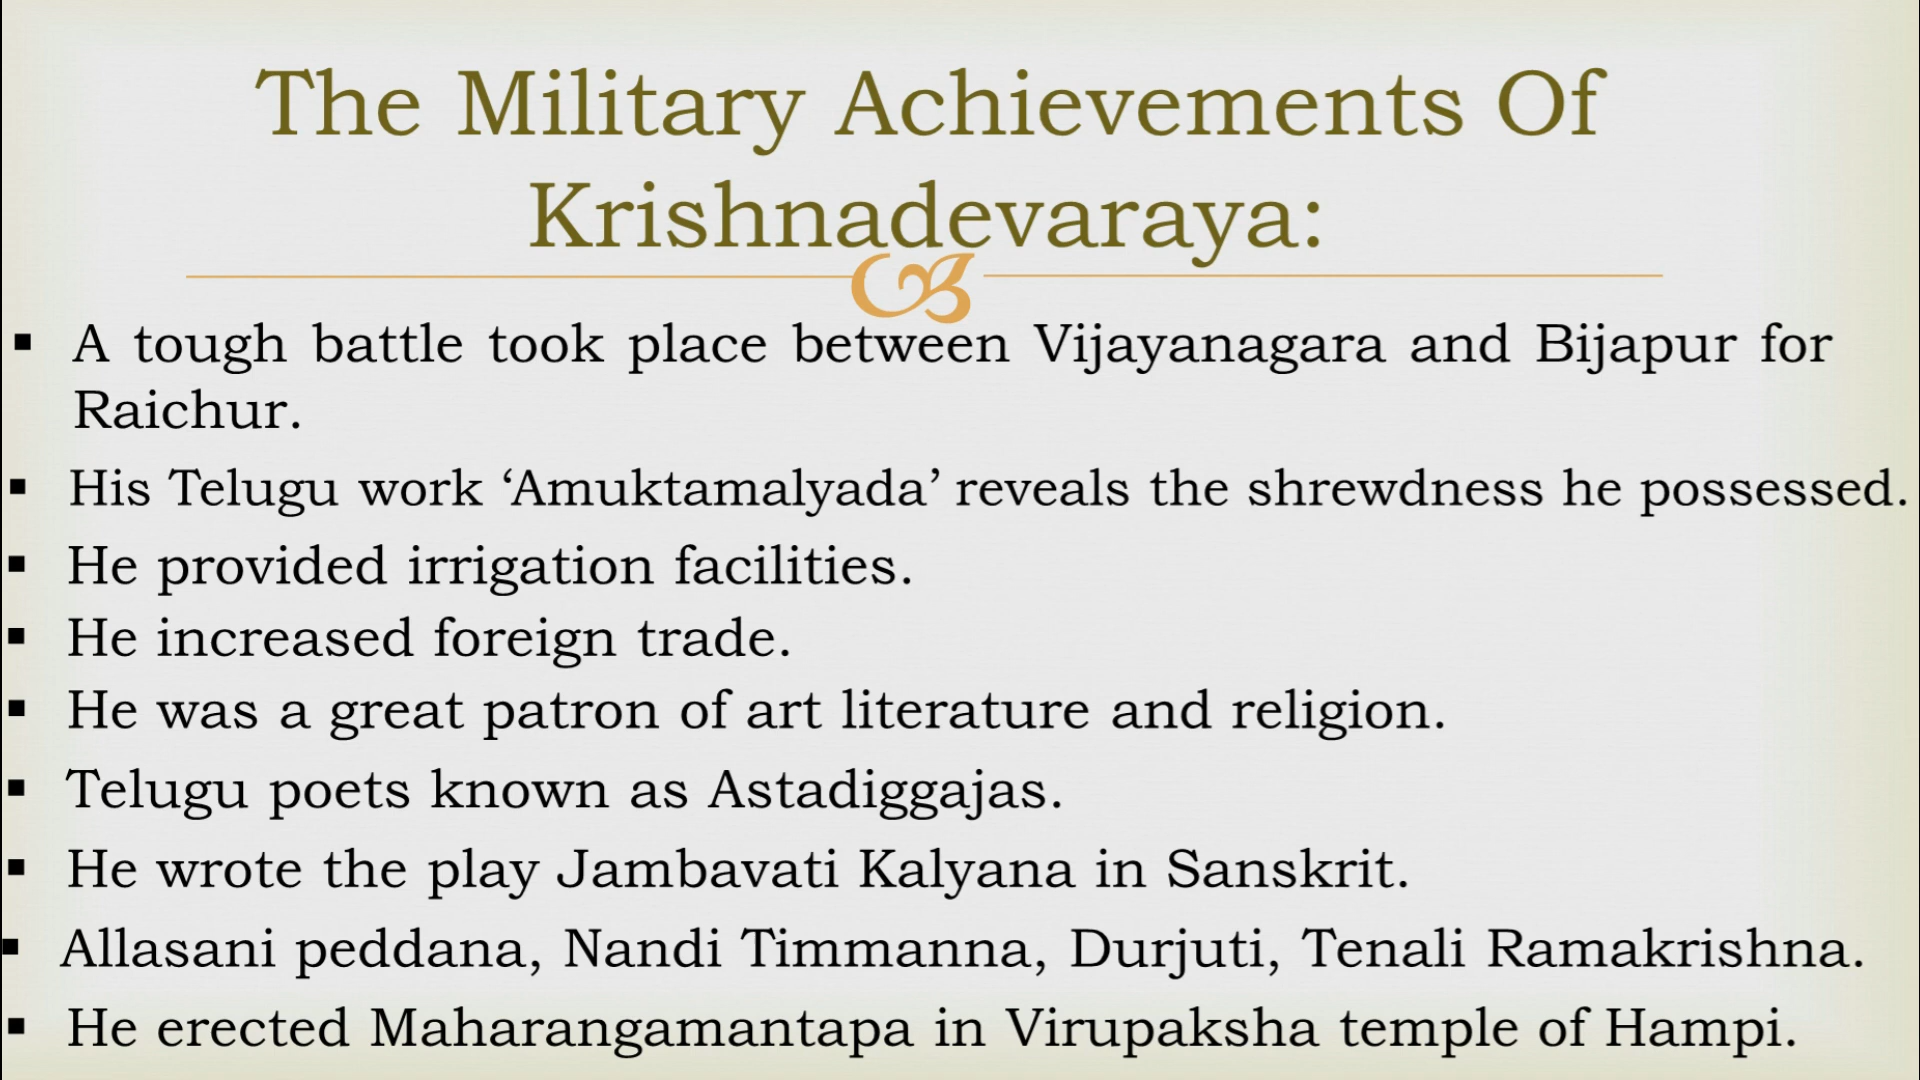 The Military Achievements Of
Krishnadevaraya:
▪ A tough battle took place between Vijayanagara and Bijapur for
Raichur.
▪ His Telugu work ‘Amuktamalyada’ reveals the shrewdness he possessed.
▪ He provided irrigation facilities.
▪ He increased foreign trade.
▪ He was a great patron of art literature and religion.
▪ Telugu poets known as Astadiggajas.
▪ He wrote the play Jambavati Kalyana in Sanskrit.
▪ Allasani peddana, Nandi Timmanna, Durjuti, Tenali Ramakrishna.
▪ He erected Maharangamantapa in Virupaksha temple of Hampi.